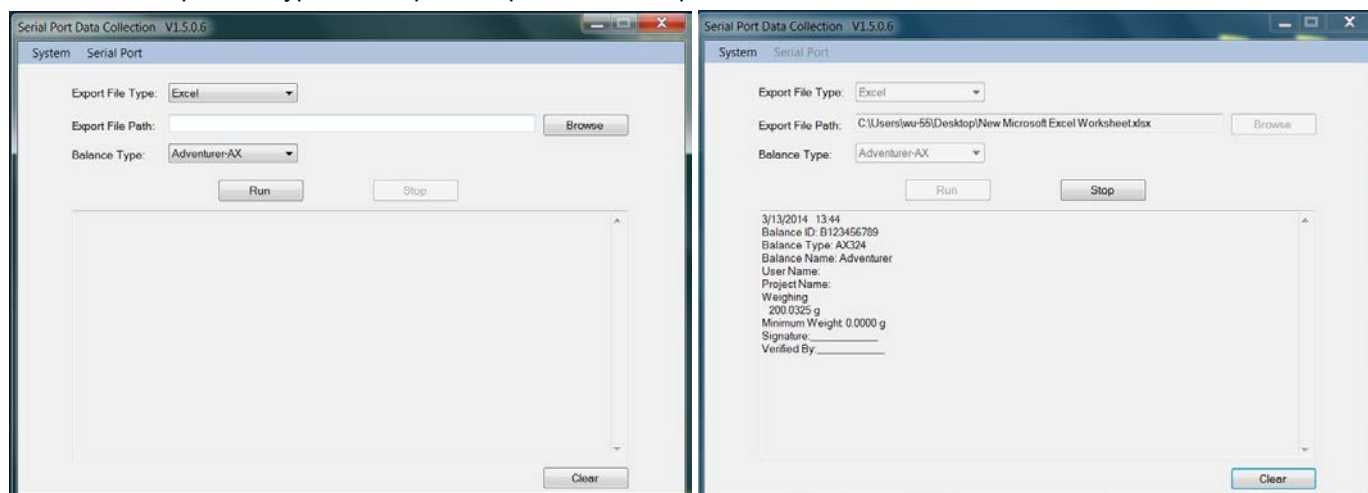 Serial Port Data Collection V1.5.0.6
System Serial Port
Export File Type: Excel
Export File Path: Browse
Balance Type: Adventurer-AX
Run Stop
Clear
Serial Port Data Collection V1.5.0.6
System Serial Port
Export File Type: Excel
Export File Path: C:\Users\wu-55\Desktop\New Microsoft Excel Worksheet.xlsx Browse
Balance Type: Adventurer-AX
Run Stop
3/13/2014 13:44
Balance ID: B123456789
Balance Type: AX324
Balance Name: Adventurer
User Name:
Project Name:
Weighing
200.0325 g
Minimum Weight: 0.0000 g
Signature:___________
Verified By:___________
Clear